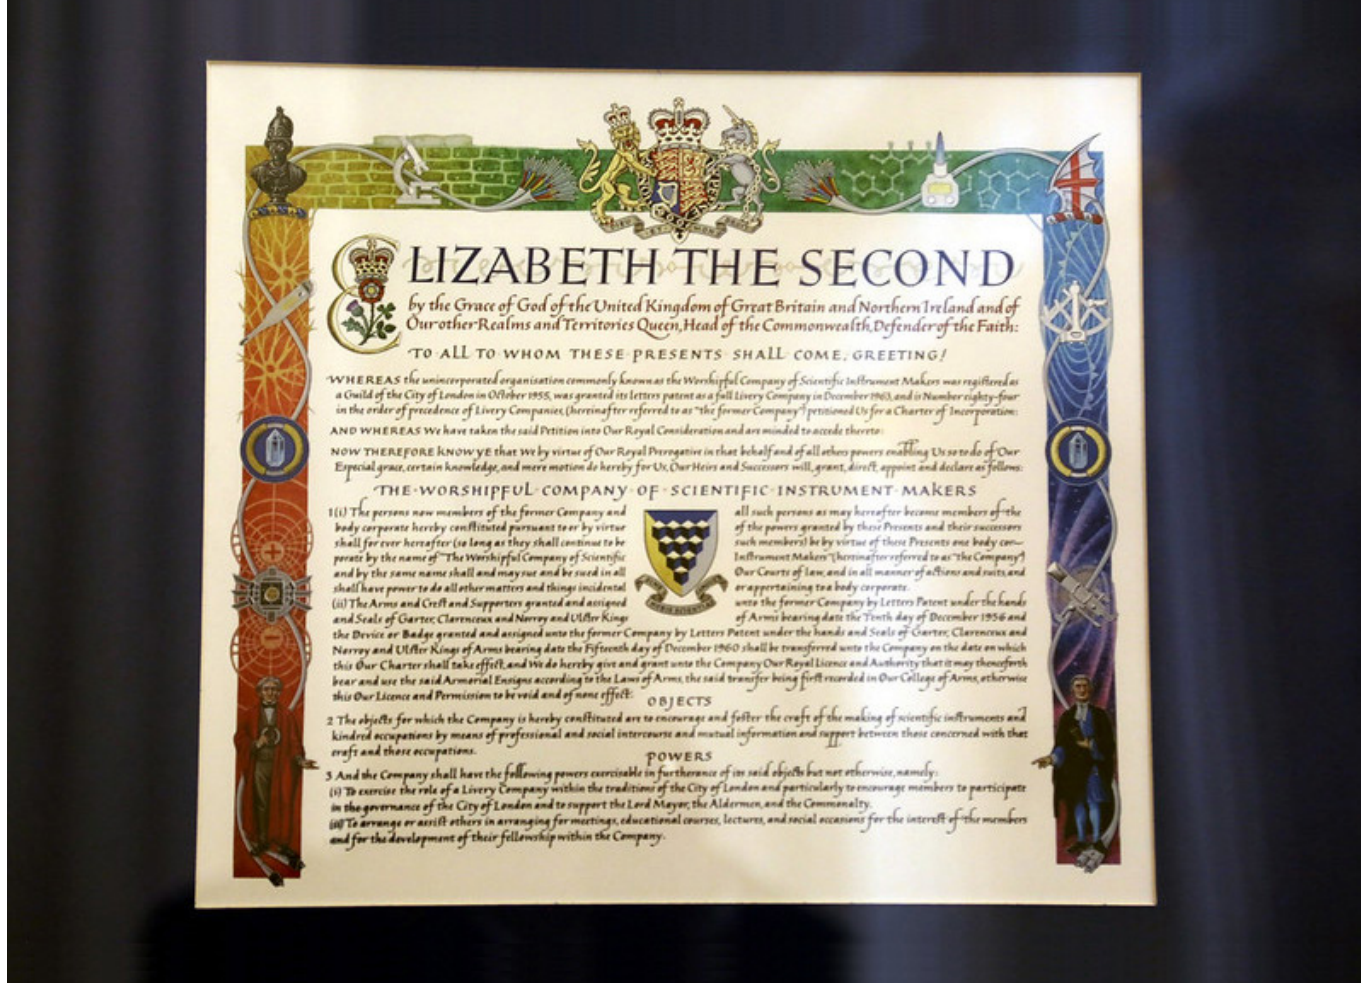 ELIZABETH THE SECOND
by the Grace of God of the United Kingdom of Great Britain and Northern Ireland and of
Our other Realms and Territories Queen, Head of the Commonwealth, Defender of the Faith:
TO ALL TO WHOM THESE PRESENTS SHALL COME, GREETING!
WHEREAS the unincorporated organisation commonly known as the Worshipful Company of Scientific Instrument Makers was registered as
a Guild of the City of London in October 1955, was granted its letters patent as a full Livery Company in December 1963, and is Number eighty-four
in the order of precedence of Livery Companies, (hereinafter referred to as "the former Company") petitioned Us for a Charter of Incorporation:
AND WHEREAS We have taken the said Petition into Our Royal Consideration and are minded to accede thereto:
NOW THEREFORE KNOW YE that We by virtue of Our Royal Prerogative in that behalf and of all others powers enabling Us so to do of Our
Especial grace, certain knowledge, and mere motion do hereby for Us, Our Heirs and Successors will, grant, direct, appoint and declare as follows:
THE·WORSHIPFUL·COMPANY·OF·SCIENTIFIC·INSTRUMENT·MAKERS
1 (i) The persons now members of the former Company and all such persons as may hereafter become members of the
body corporate hereby constituted pursuant to or by virtue of the powers granted by these Presents and their successors
shall for ever hereafter (so long as they shall continue to be such members) be by virtue of these Presents one body cor-
porate by the name of "The Worshipful Company of Scientific Instrument Makers" (hereinafter referred to as "the Company")
and by the same name shall and may sue and be sued in all Our Courts of law, and in all manner of actions and suits, and
shall have power to do all other matters and things incidental or appertaining to a body corporate.
(ii) The Arms and Crest and Supporters granted and assigned unto the former Company by Letters Patent under the hands
and Seals of Garter, Clarenceux and Norroy and Ulster Kings of Arms bearing date the Tenth day of December 1956 and
the Device or Badge granted and assigned unto the former Company by Letters Patent under the hands and Seals of Garter, Clarenceux and
Norroy and Ulster Kings of Arms bearing date the Fifteenth day of December 1960 shall be transferred unto the Company on the date on which
this Our Charter shall take effect, and We do hereby give and grant unto the Company Our Royal Licence and Authority that it may thenceforth
bear and use the said Armorial Ensigns according to the Laws of Arms, the said transfer being first recorded in Our College of Arms, otherwise
this Our Licence and Permission to be void and of none effect.
OBJECTS
2 The objects for which the Company is hereby constituted are to encourage and foster the craft of the making of scientific instruments and
kindred occupations by means of professional and social intercourse and mutual information and support between those concerned with that
craft and those occupations.
POWERS
3 And the Company shall have the following powers exercisable in furtherance of its said objects but not otherwise, namely:
(i) To exercise the role of a Livery Company within the traditions of the City of London and particularly to encourage members to participate
in the governance of the City of London and to support the Lord Mayor, the Aldermen, and the Commonalty.
(ii) To arrange or assist others in arranging for meetings, educational courses, lectures, and social occasions for the interest of the members
and for the development of their fellowship within the Company.